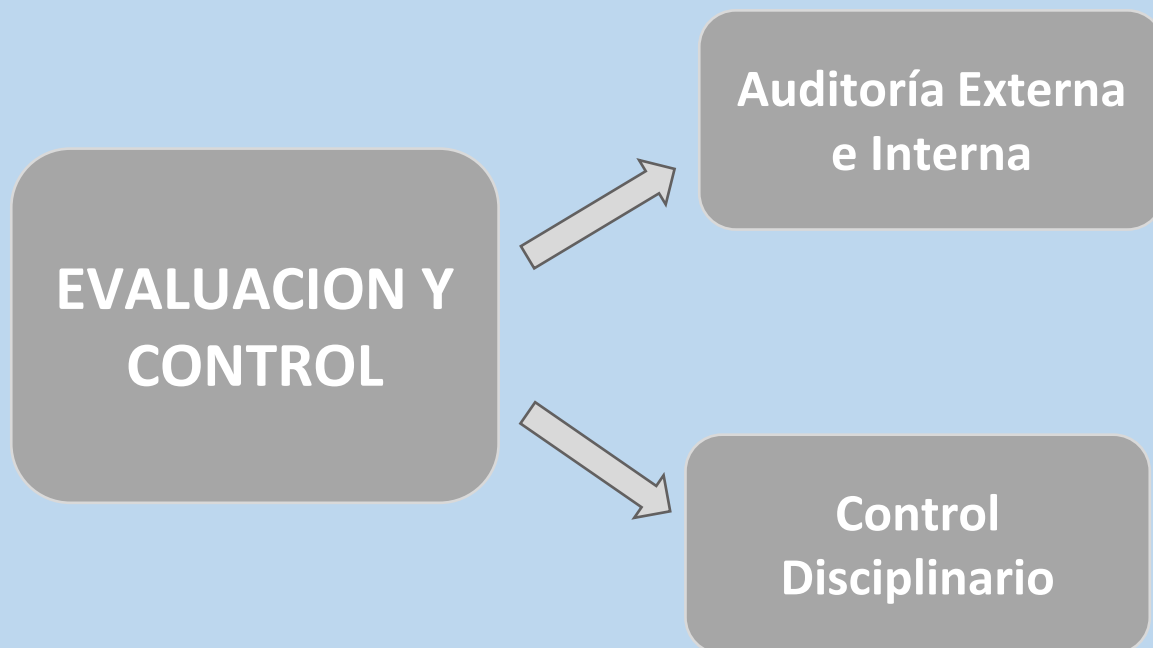 EVALUACION Y
CONTROL
Auditoría Externa
e Interna
Control
Disciplinario